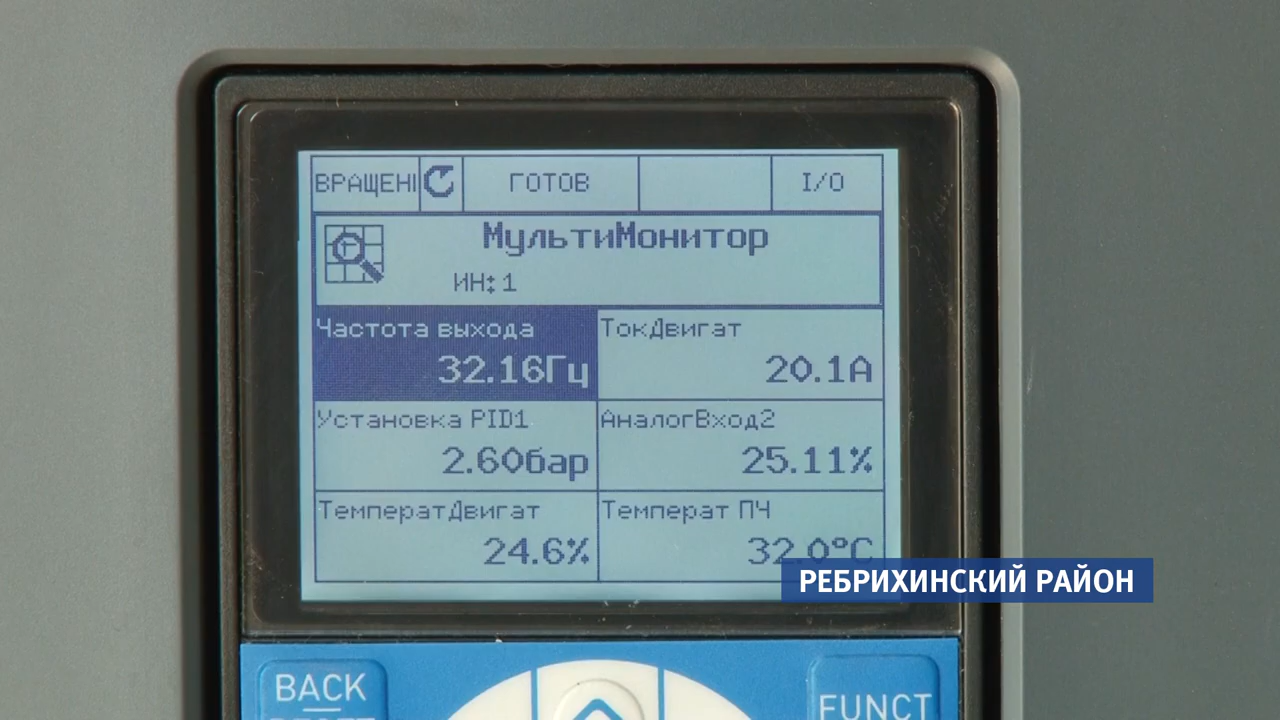 ВРАЩЕНІ ГОТОВ I/O
МультиМонитор
ИН: 1
Частота выхода ТокДвигат
32.16Гц 20.1А
Установка PID1 АналогВход2
2.60бар 25.11%
ТемператДвигат Температ ПЧ
24.6% 32.0°C
РЕБРИХИНСКИЙ РАЙОН
BACK
FUNCT